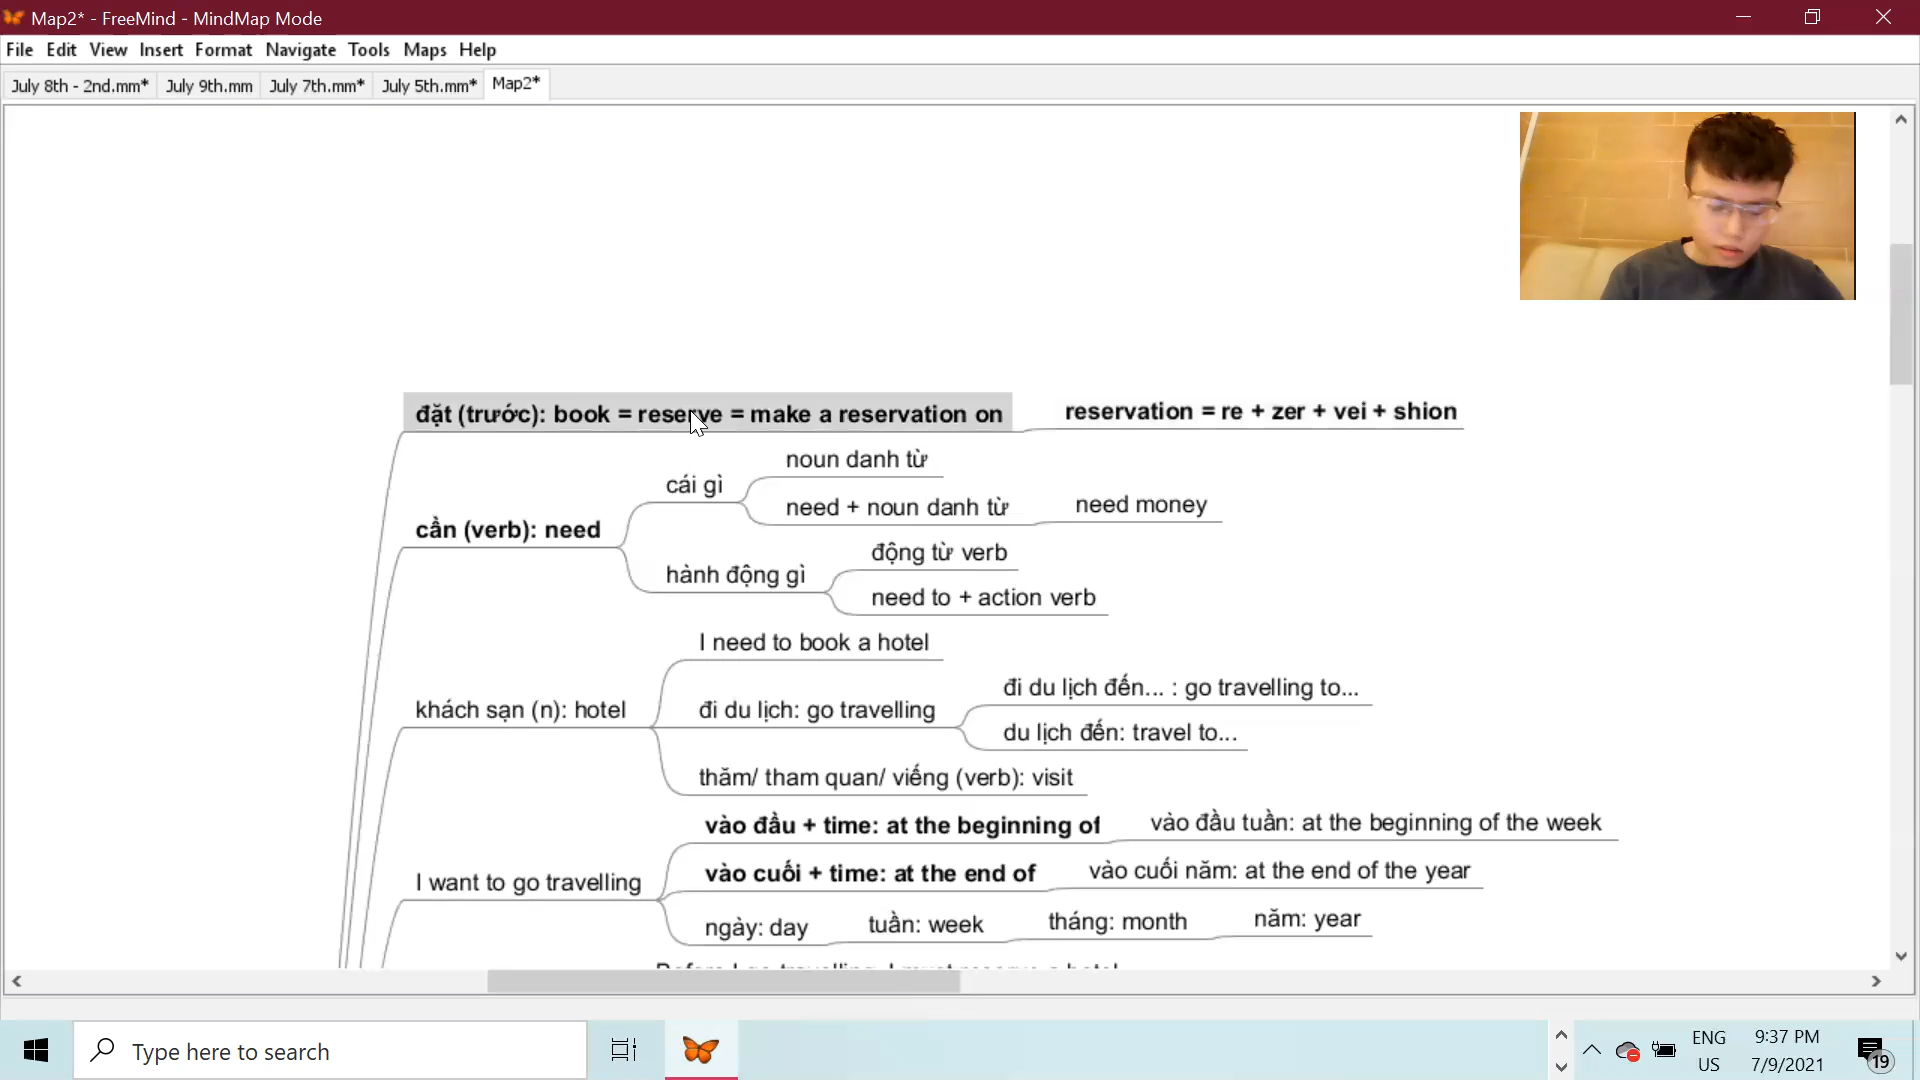 Map2* - FreeMind - MindMap Mode
File Edit View Insert Format Navigate Tools Maps Help
July 8th - 2nd.mm* July 9th.mm July 7th.mm* July 5th.mm* Map2*
đặt (trước): book = reserve = make a reservation on
reservation = re + zer + vei + shion
cần (verb): need
cái gì
noun danh từ
need + noun danh từ
need money
hành động gì
động từ verb
need to + action verb
khách sạn (n): hotel
I need to book a hotel
đi du lịch: go travelling
đi du lịch đến... : go travelling to...
du lịch đến: travel to...
thăm/ tham quan/ viếng (verb): visit
I want to go travelling
vào đầu + time: at the beginning of
vào đầu tuần: at the beginning of the week
vào cuối + time: at the end of
vào cuối năm: at the end of the year
ngày: day
tuần: week
tháng: month
năm: year
Before I go travelling, I must reserve a hotel
Type here to search
ENG
US
9:37 PM
7/9/2021
19